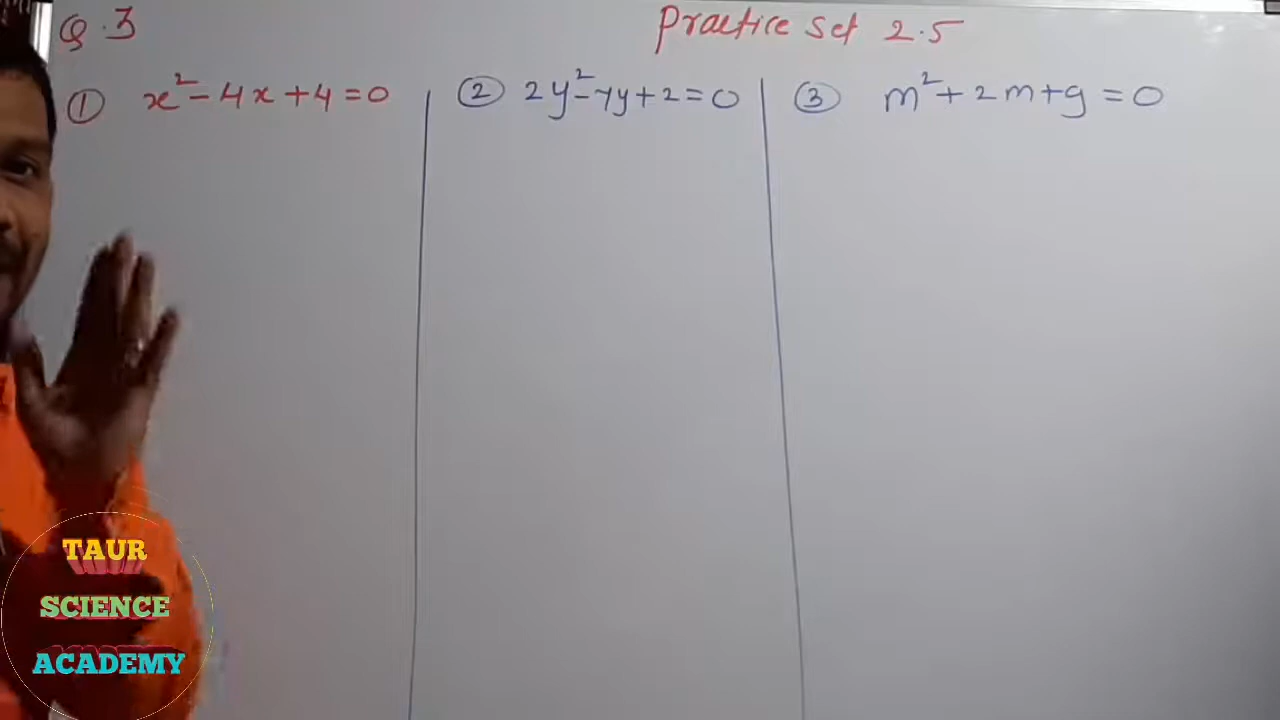 Q.3 Practice Set 2.5
① x²-4x+4=0 ② 2y²-7y+2=0 ③ m²+2m+9=0
TAUR
SCIENCE
ACADEMY